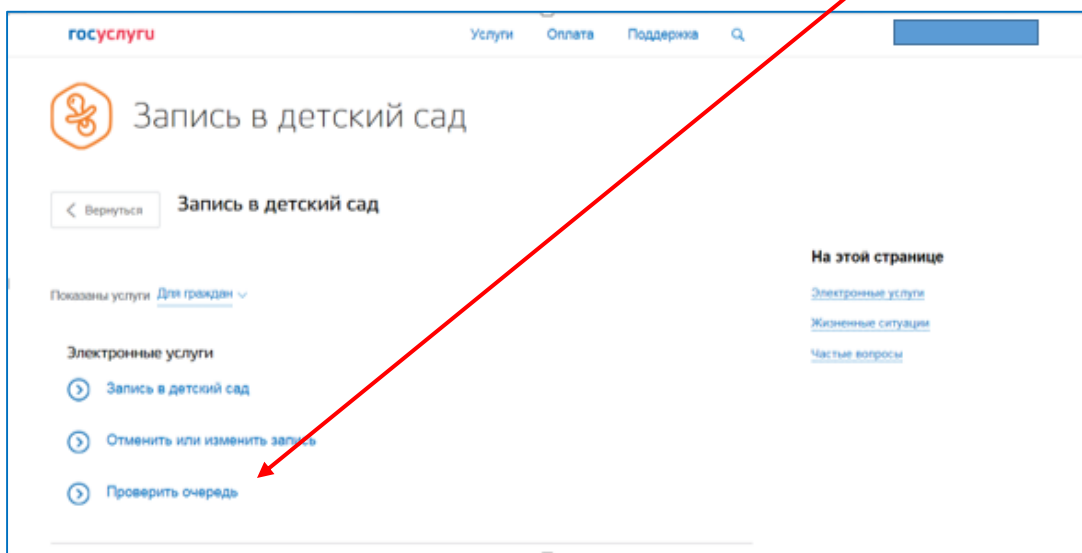 госуслуги Услуги Оплата Поддержка
Запись в детский сад
Вернуться Запись в детский сад
На этой странице
Показаны услуги Для граждан
Электронные услуги
Жизненные ситуации
Электронные услуги
Частые вопросы
Запись в детский сад
Отменить или изменить запись
Проверить очередь